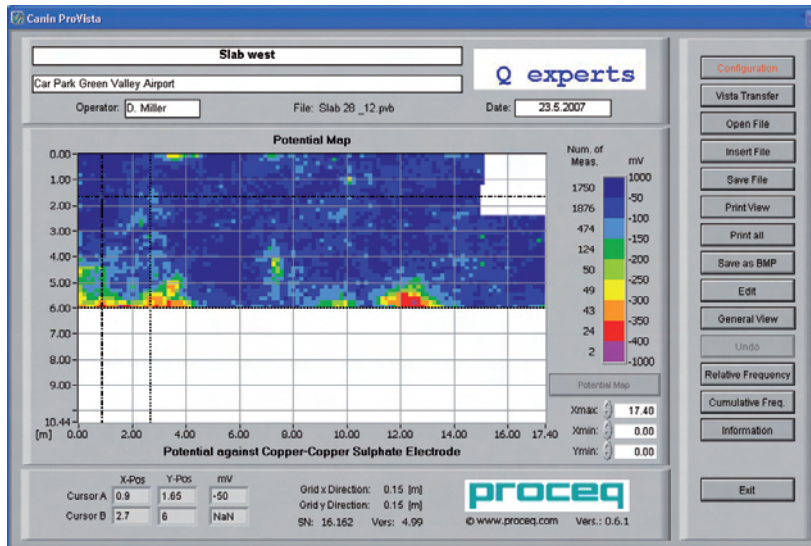 Canin ProVista
Slab west
Car Park Green Valley Airport
Q experts
Operator: D. Miller File: Slab 28 _12.pvb Date: 23.5.2007
Potential Map
0.00
1.00
2.00
3.00
4.00
5.00
6.00
7.00
8.00
9.00
10.44
[m] 0.00 2.00 4.00 6.00 8.00 10.00 12.00 14.00 17.40
Potential against Copper-Copper Sulphate Electrode
Num. of Meas. mV
1000
1750 -50
1876 -100
474 -150
124 -200
50 -250
49 -300
43 -350
24 -400
2 -1000
Potential Map
Xmax: 17.40
Xmin: 0.00
Ymin: 0.00
X-Pos Y-Pos mV
Cursor A 0.9 1.65 -50
Cursor B 2.7 6 NaN
Grid x Direction: 0.15 [m]
Grid y Direction: 0.15 [m]
SN: 16.162 Vers: 4.99
proceq
© www.proceq.com Vers.: 0.6.1
Configuration
Vista Transfer
Open File
Insert File
Save File
Print View
Print all
Save as BMP
Edit
General View
Undo
Relative Frequency
Cumulative Freq.
Information
Exit